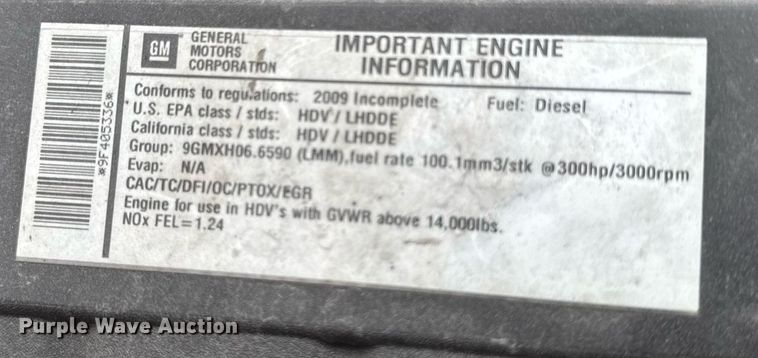 GM
GENERAL
MOTORS
CORPORATION
IMPORTANT ENGINE
INFORMATION
*9F405336*
Conforms to regulations: 2009 Incomplete Fuel: Diesel
U.S. EPA class / stds: HDV / LHDDE
California class / stds: HDV / LHDDE
Group: 9GMXH06.6590 (LMM),fuel rate 100.1mm3/stk @300hp/3000rpm
Evap: N/A
CAC/TC/DFI/OC/PTOX/EGR
Engine for use in HDV's with GVWR above 14,000lbs.
NOx FEL=1.24
Purple Wave Auction